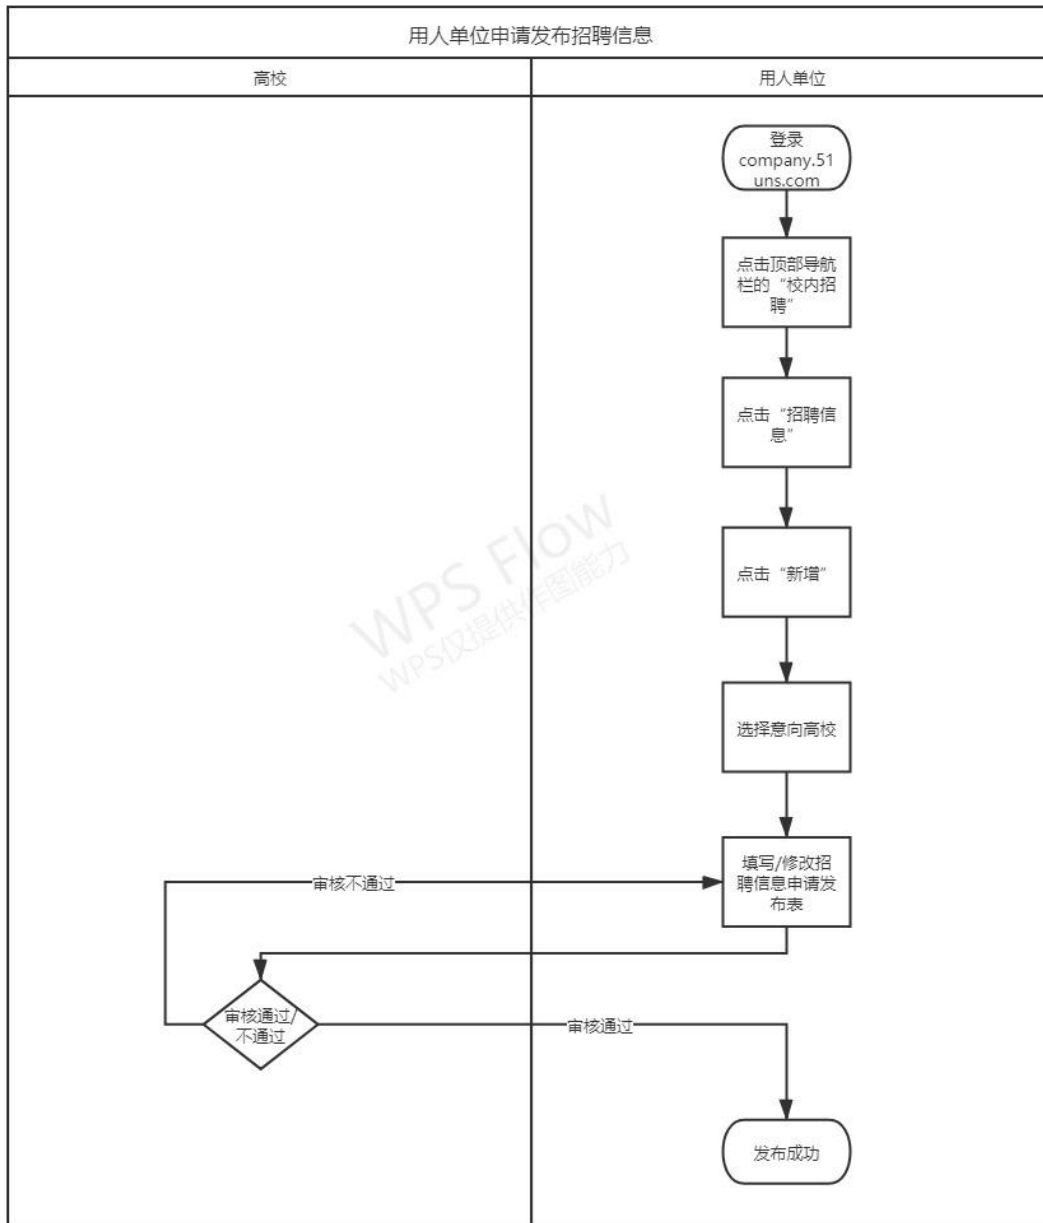 用人单位申请发布招聘信息
高校
用人单位
登录
company.51
uns.com
点击顶部导航
栏的“校内招
聘”
点击“招聘信
息”
点击“新增”
WPS Flow
WPS仅提供作图能力
选择意向高校
填写/修改招
聘信息申请发
布表
审核不通过
审核通过/
不通过
审核通过
发布成功